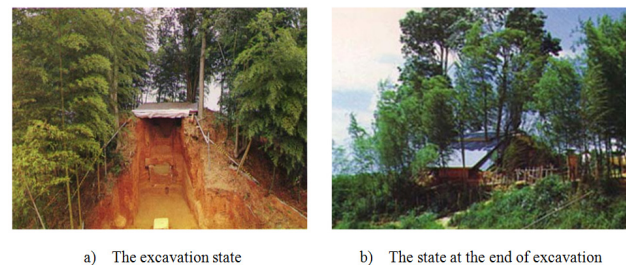 a) The excavation state
b) The state at the end of excavation